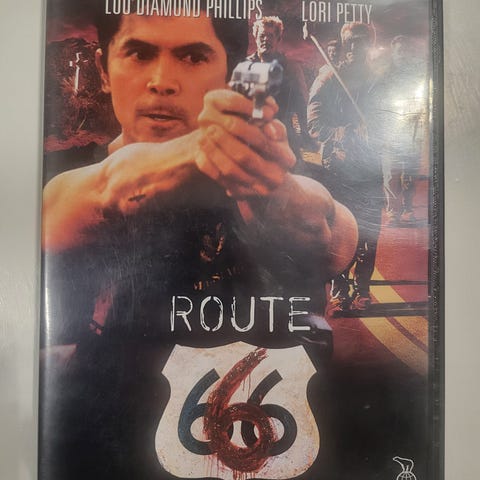 LOU DIAMOND PHILLIPS LORI PETTY
ROUTE
666